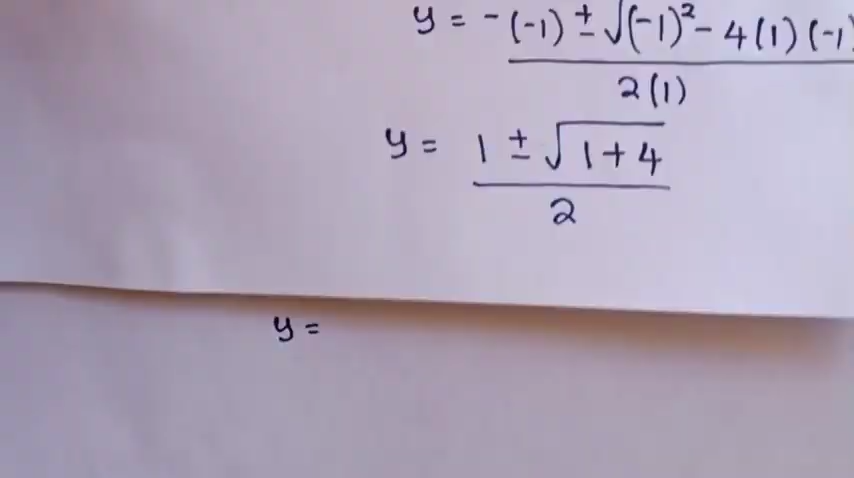 y = -(-1) ± √(-1)² - 4(1)(-1)
2(1)
y = 1 ± √1+4
2
y =